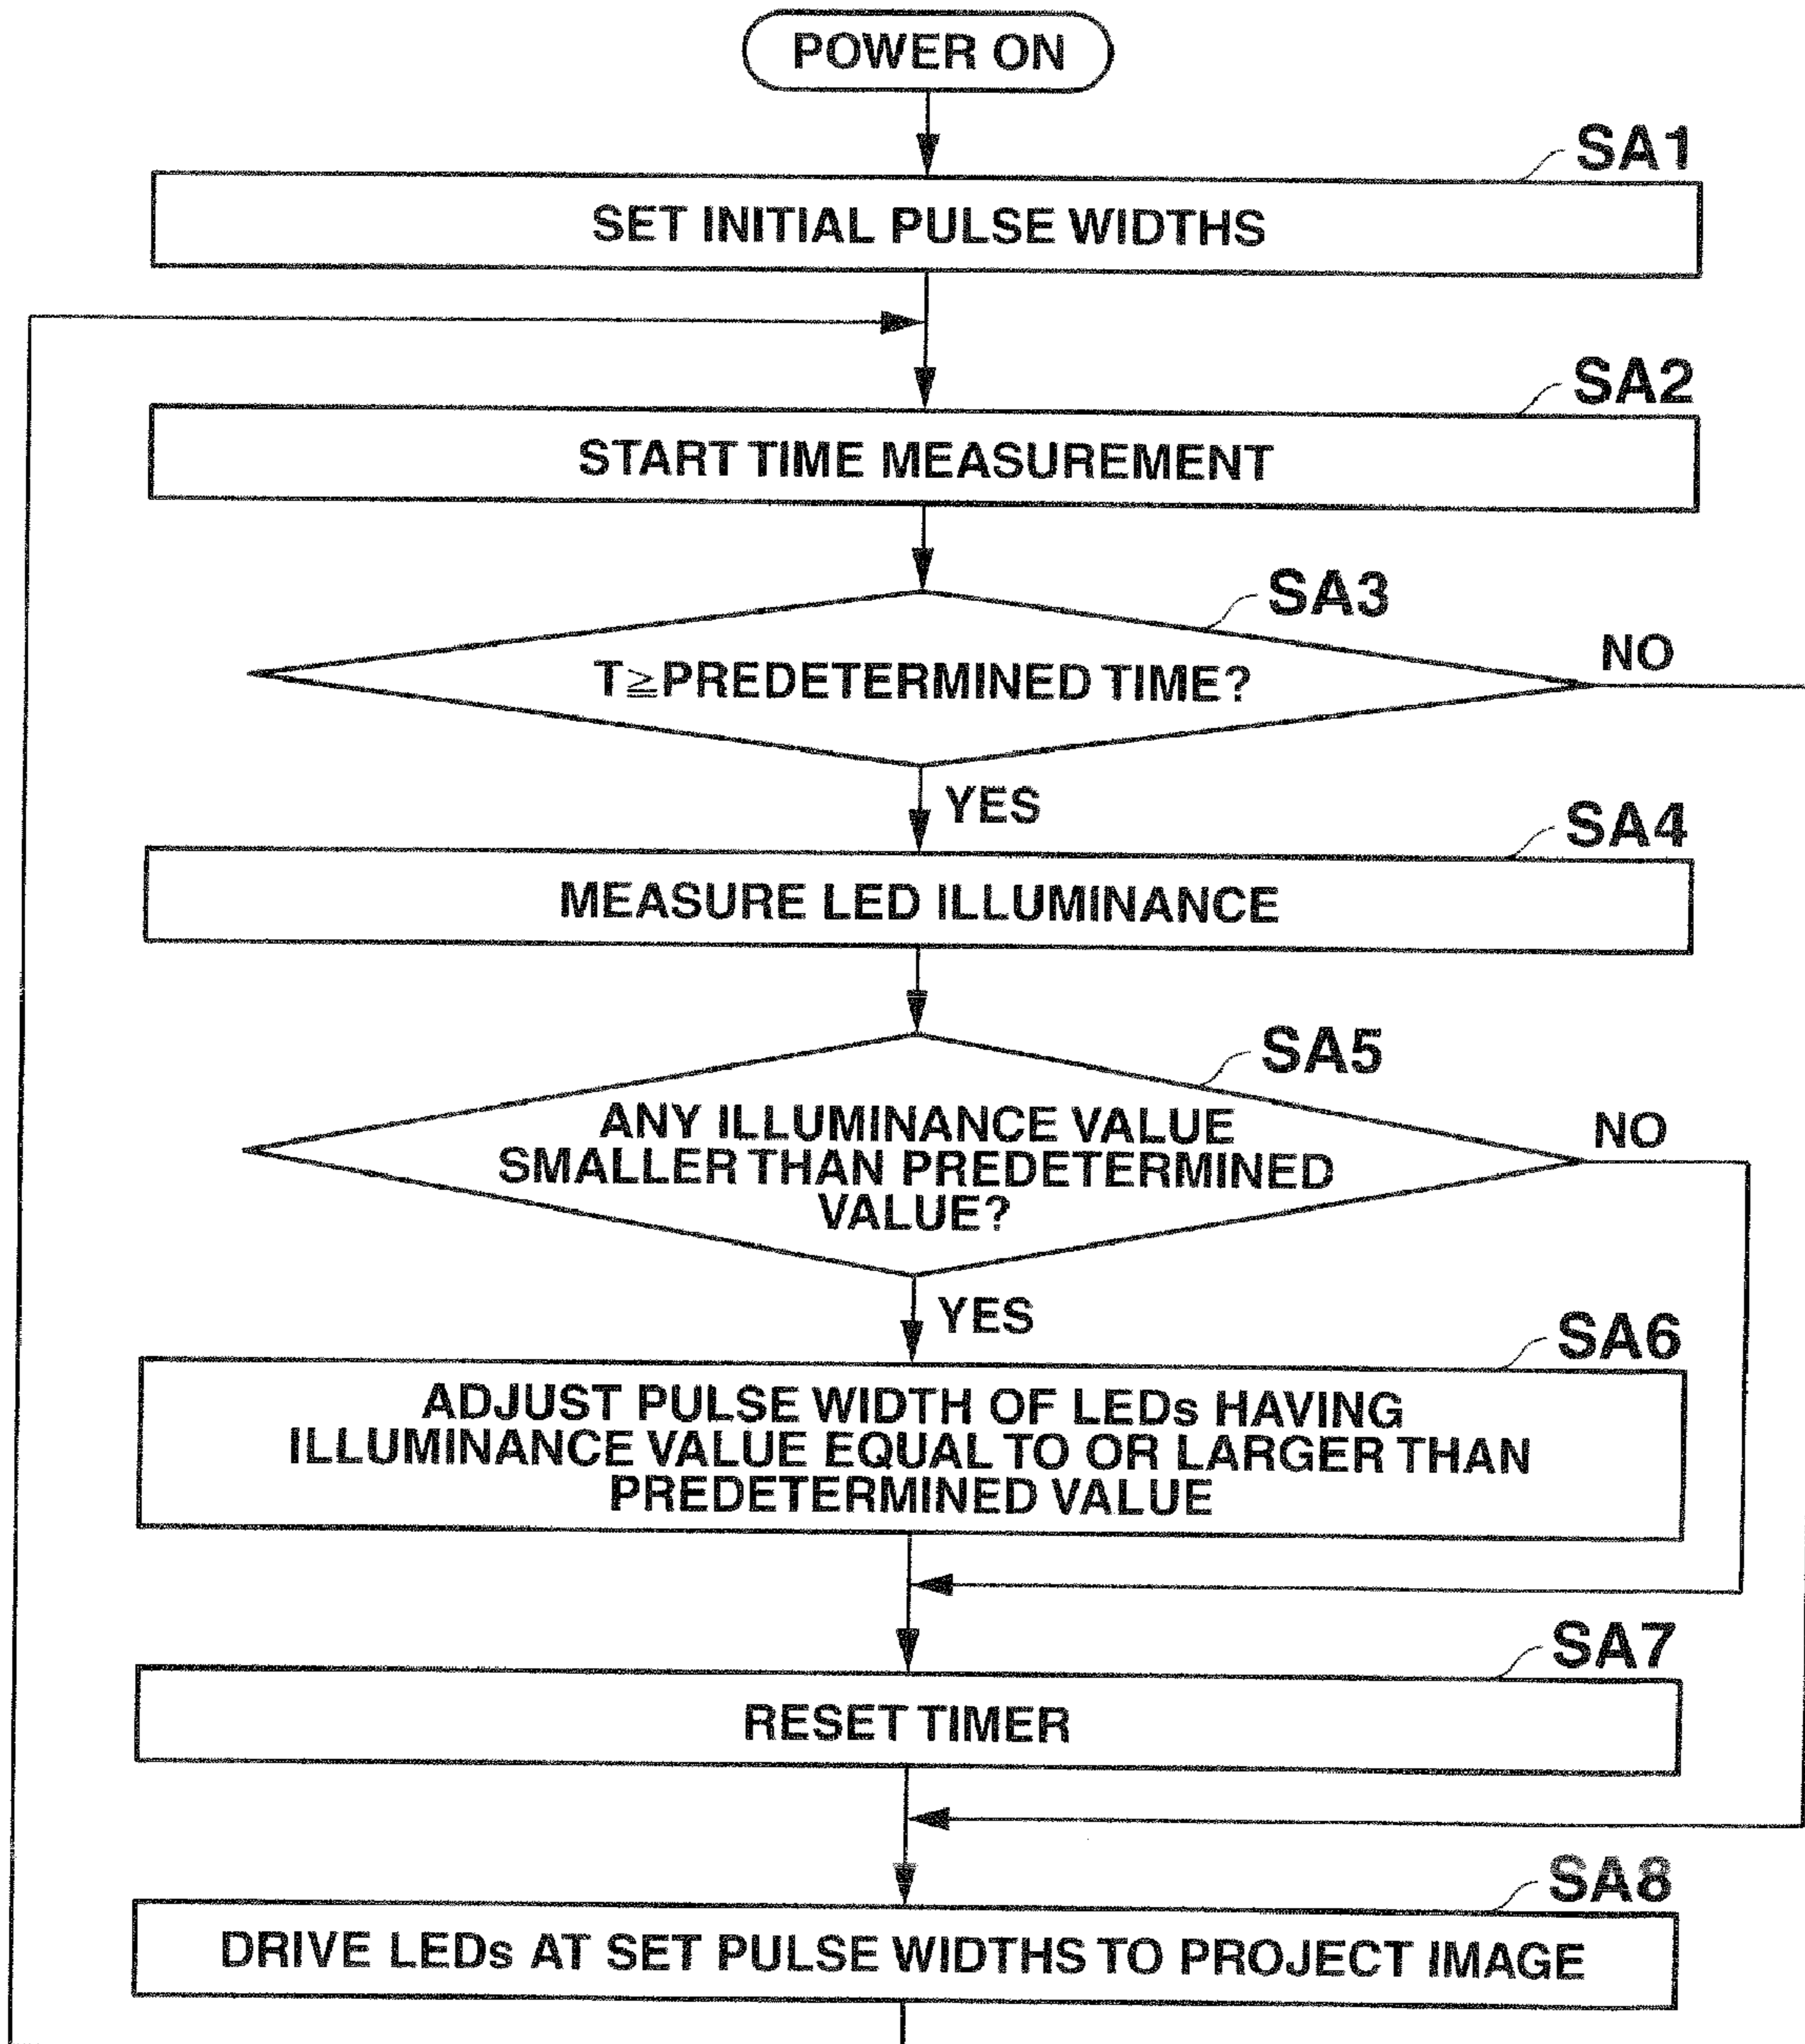 POWER ON
SA1
SET INITIAL PULSE WIDTHS
SA2
START TIME MEASUREMENT
SA3
T≧PREDETERMINED TIME?
NO
YES
SA4
MEASURE LED ILLUMINANCE
SA5
ANY ILLUMINANCE VALUE
SMALLER THAN PREDETERMINED
VALUE?
NO
YES
SA6
ADJUST PULSE WIDTH OF LEDs HAVING
ILLUMINANCE VALUE EQUAL TO OR LARGER THAN
PREDETERMINED VALUE
SA7
RESET TIMER
SA8
DRIVE LEDs AT SET PULSE WIDTHS TO PROJECT IMAGE